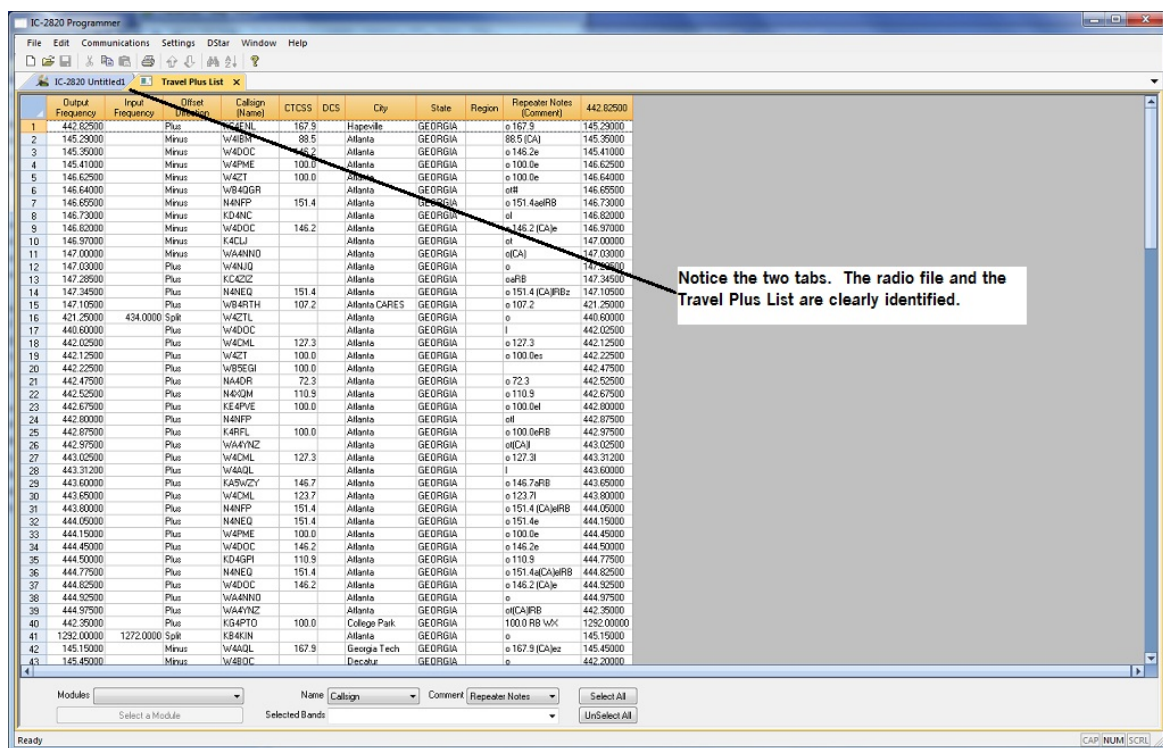 IC-2820 Programmer
File Edit Communications Settings DStar Window Help
IC-2820 Untitled1 Travel Plus List X
Output Frequency Input Frequency Offset Direction Callsign (Name) CTCSS DCS City State Region Repeater Notes (Comment) 442.82500
1 442.82500 Plus Hapeville GEORGIA o 167.9 145.29000
2 145.29000 Minus W4IBM 88.5 Atlanta GEORGIA 88.5 (CA) 145.35000
3 145.35000 Minus W4DOC 146.2 Atlanta GEORGIA o 146.2e 145.41000
4 145.41000 Minus W4PME 100.0 Atlanta GEORGIA o 100.0e 146.62500
5 146.62500 Minus W4ZT 100.0 Atlanta GEORGIA o 100.0e 146.64000
6 146.64000 Minus WB4QGR Atlanta GEORGIA ot# 146.65500
7 146.65500 Minus N4NFP 151.4 Atlanta GEORGIA o 151.4aelRB 146.73000
8 146.73000 Minus KD4NC Atlanta GEORGIA ol 146.82000
9 146.82000 Minus W4DOC 146.2 Atlanta GEORGIA o 146.2 (CA)e 146.97000
10 146.97000 Minus K4CLJ Atlanta GEORGIA ot 147.00000
11 147.00000 Minus WA4NNO Atlanta GEORGIA o(CA) 147.03000
12 147.03000 Plus W4NJQ Atlanta GEORGIA o
13 147.28500 Plus KC4ZIZ Atlanta GEORGIA oaRB 147.34500
14 147.34500 Plus N4NEQ 151.4 Atlanta GEORGIA o 151.4 (CA)lRBz 147.10500
15 147.10500 Plus WB4RTH 107.2 Atlanta CARES GEORGIA o 107.2 421.25000
16 421.25000 434.0000 Split W4ZTL Atlanta GEORGIA o 440.60000
17 440.60000 Plus W4DOC Atlanta GEORGIA l 442.02500
18 442.02500 Plus W4CML 127.3 Atlanta GEORGIA o 127.3 442.12500
19 442.12500 Plus W4ZT 100.0 Atlanta GEORGIA o 100.0es 442.22500
20 442.22500 Plus WB5EGI 100.0 Atlanta GEORGIA 442.47500
21 442.47500 Plus NA4DR 72.3 Atlanta GEORGIA o 72.3 442.52500
22 442.52500 Plus N4XQM 110.9 Atlanta GEORGIA o 110.9 442.67500
23 442.67500 Plus KE4PVE 100.0 Atlanta GEORGIA o 100.0el 442.80000
24 442.80000 Plus N4NFP Atlanta GEORGIA otl 442.87500
25 442.87500 Plus K4RFL 100.0 Atlanta GEORGIA o 100.0eRB 442.97500
26 442.97500 Plus WA4YNZ Atlanta GEORGIA ot(CA)l 443.02500
27 443.02500 Plus W4CML 127.3 Atlanta GEORGIA o 127.3l 443.31200
28 443.31200 Plus W4AQL Atlanta GEORGIA l 443.60000
29 443.60000 Plus KA5WZY 146.7 Atlanta GEORGIA o 146.7aRB 443.65000
30 443.65000 Plus W4CML 123.7 Atlanta GEORGIA o 123.7l 443.80000
31 443.80000 Plus N4NFP 151.4 Atlanta GEORGIA o 151.4 (CA)elRB 444.05000
32 444.05000 Plus N4NEQ 151.4 Atlanta GEORGIA o 151.4e 444.15000
33 444.15000 Plus W4PME 100.0 Atlanta GEORGIA o 100.0e 444.45000
34 444.45000 Plus W4DOC 146.2 Atlanta GEORGIA o 146.2e 444.50000
35 444.50000 Plus KD4GPI 110.9 Atlanta GEORGIA o 110.9 444.77500
36 444.77500 Plus N4NEQ 151.4 Atlanta GEORGIA o 151.4a(CA)elRB 444.82500
37 444.82500 Plus W4DOC 146.2 Atlanta GEORGIA o 146.2 (CA)e 444.92500
38 444.92500 Plus WA4NNO Atlanta GEORGIA o 444.97500
39 444.97500 Plus WA4YNZ Atlanta GEORGIA ot(CA)RB 442.35000
40 442.35000 Plus KG4PTO 100.0 College Park GEORGIA 100.0 RB WX 1292.00000
41 1292.00000 1272.0000 Split KB4KIN Atlanta GEORGIA o 145.15000
42 145.15000 Minus W4AQL 167.9 Georgia Tech GEORGIA o 167.9 (CA)ez 145.45000
43 145.45000 Minus W4BOC Decatur GEORGIA o 442.20000
Notice the two tabs. The radio file and the
Travel Plus List are clearly identified.
Modules Name Callsign Comment Repeater Notes Select All
Select a Module Selected Bands UnSelect All
Ready CAP NUM SCRL